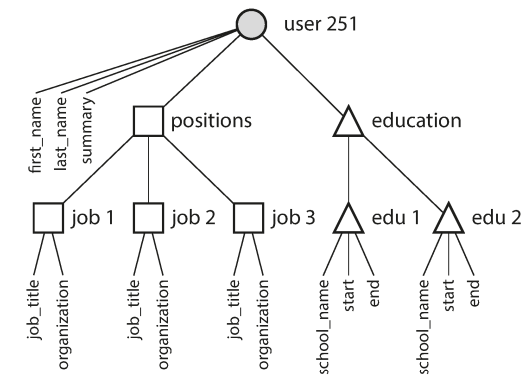 user 251
first_name
last_name
summary
positions
education
job 1
job 2
job 3
edu 1
edu 2
job_title
organization
job_title
organization
job_title
organization
school_name
start
end
school_name
start
end